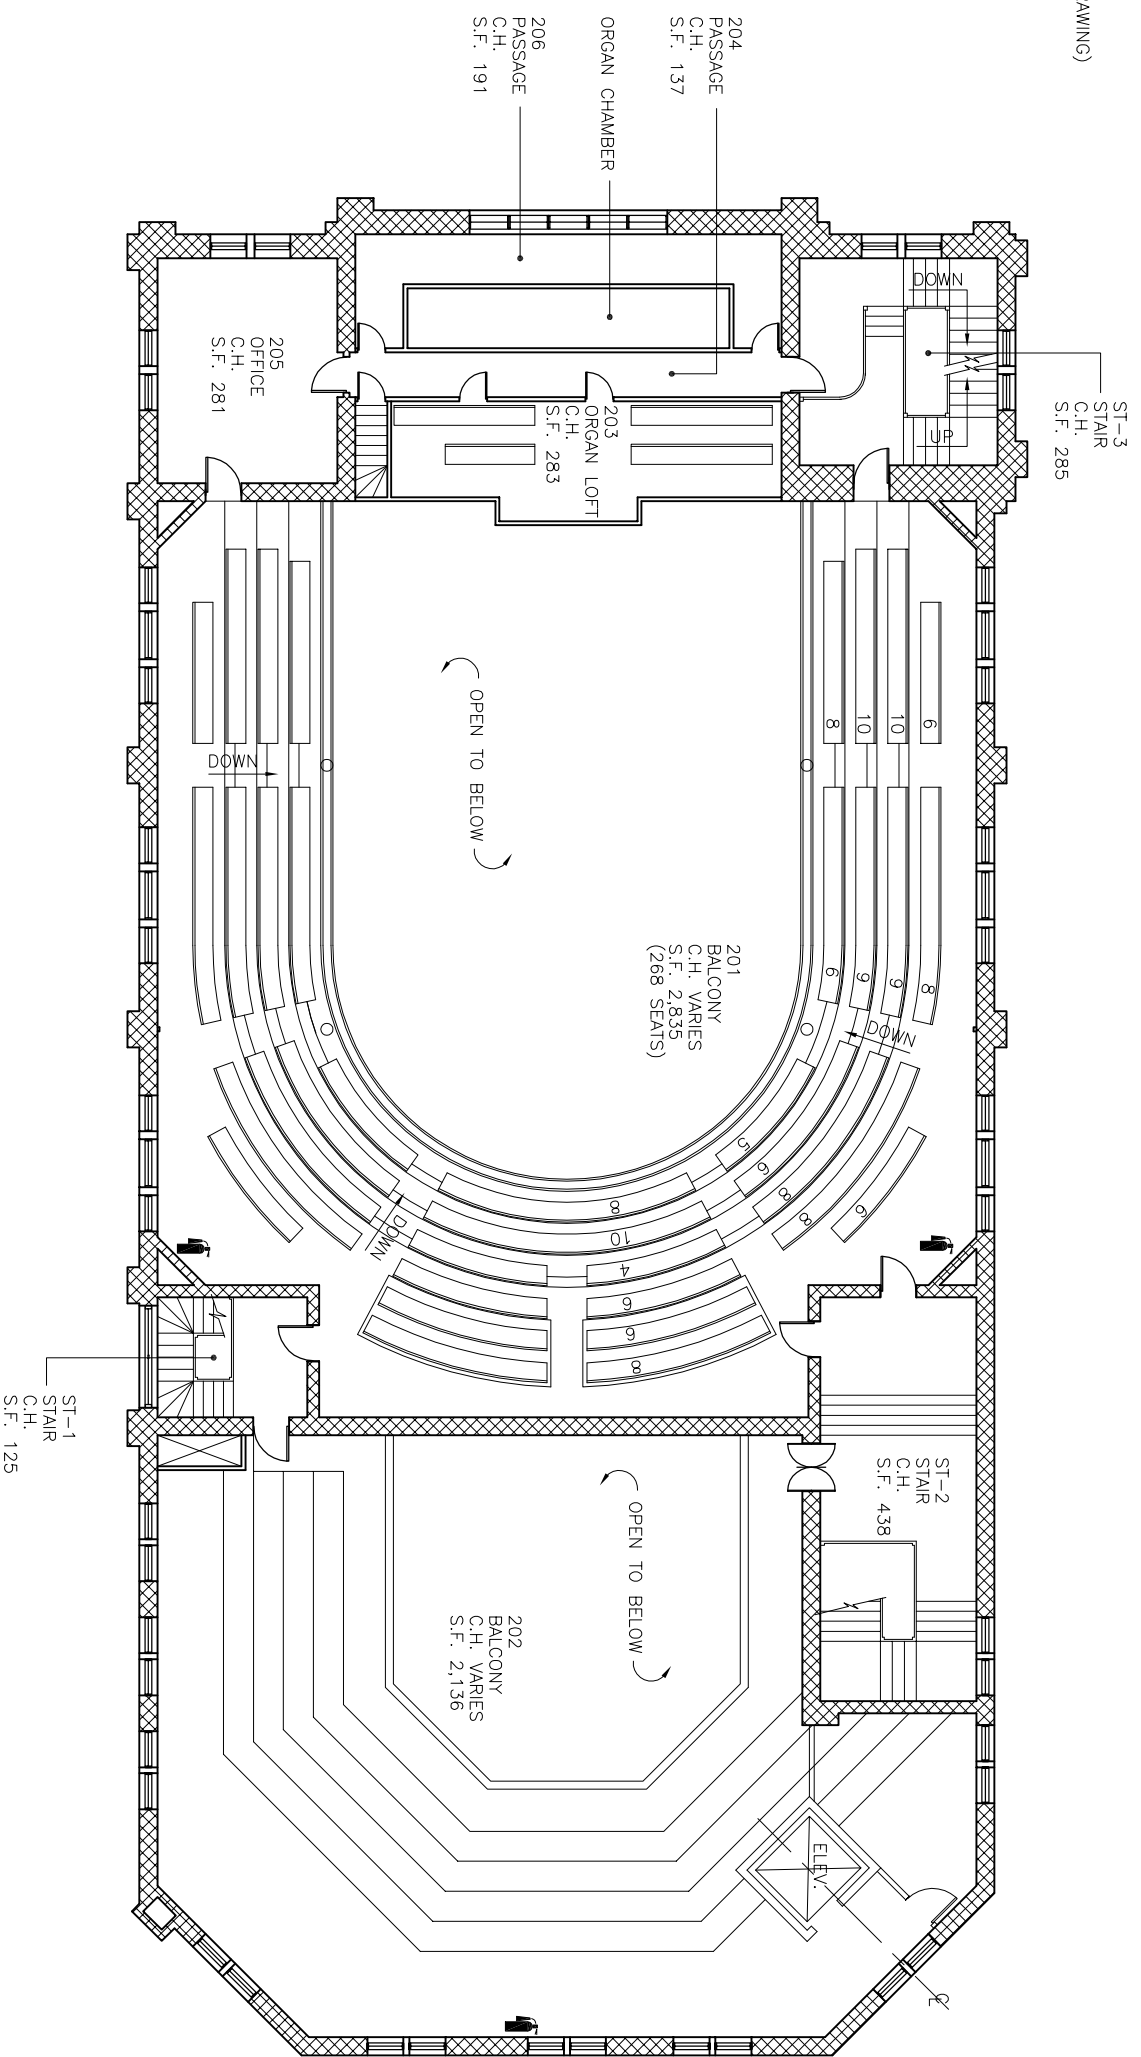 RAWING)
204
PASSAGE
C.H.
S.F. 137
ORGAN CHAMBER
206
PASSAGE
C.H.
S.F. 191
ST-3
STAIR
C.H.
S.F. 285
DOWN
UP
205
OFFICE
C.H.
S.F. 281
203
ORGAN LOFT
C.H.
S.F. 283
6
10
10
8
DOWN
OPEN TO BELOW
201
BALCONY
C.H. VARIES
S.F. 2,835
(268 SEATS)
8
9
9
6
DOWN
5
6
8
8
6
8
10
4
6
6
8
DOWN
ST-1
STAIR
C.H.
S.F. 125
ST-2
STAIR
C.H.
S.F. 438
OPEN TO BELOW
202
BALCONY
C.H. VARIES
S.F. 2,136
ELEV.